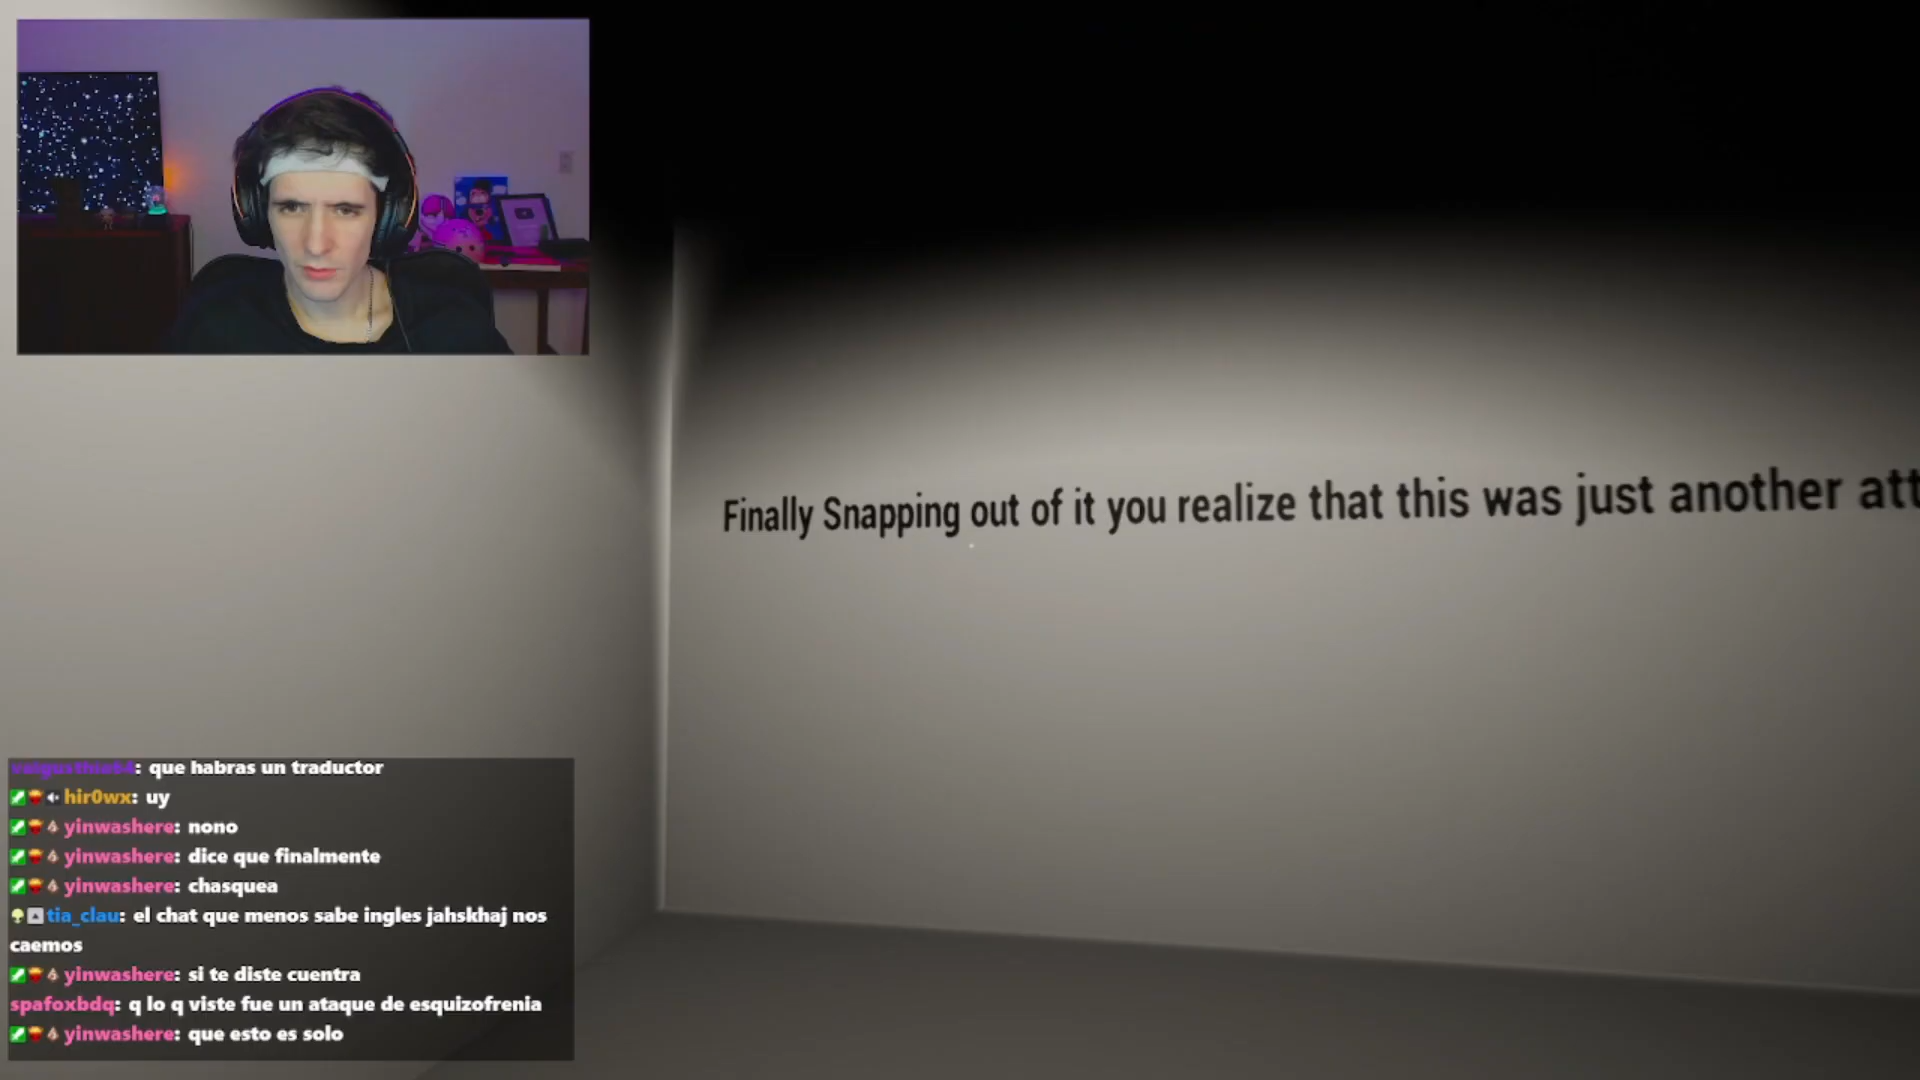 Finally Snapping out of it you realize that this was just another att
que habras un traductor
hir0wx: uy
yinwashere: nono
yinwashere: dice que finalmente
yinwashere: chasquea
tia_clau: el chat que menos sabe ingles jahskhaj nos
caemos
yinwashere: si te diste cuentra
spafoxbdq: q lo q viste fue un ataque de esquizofrenia
yinwashere: que esto es solo